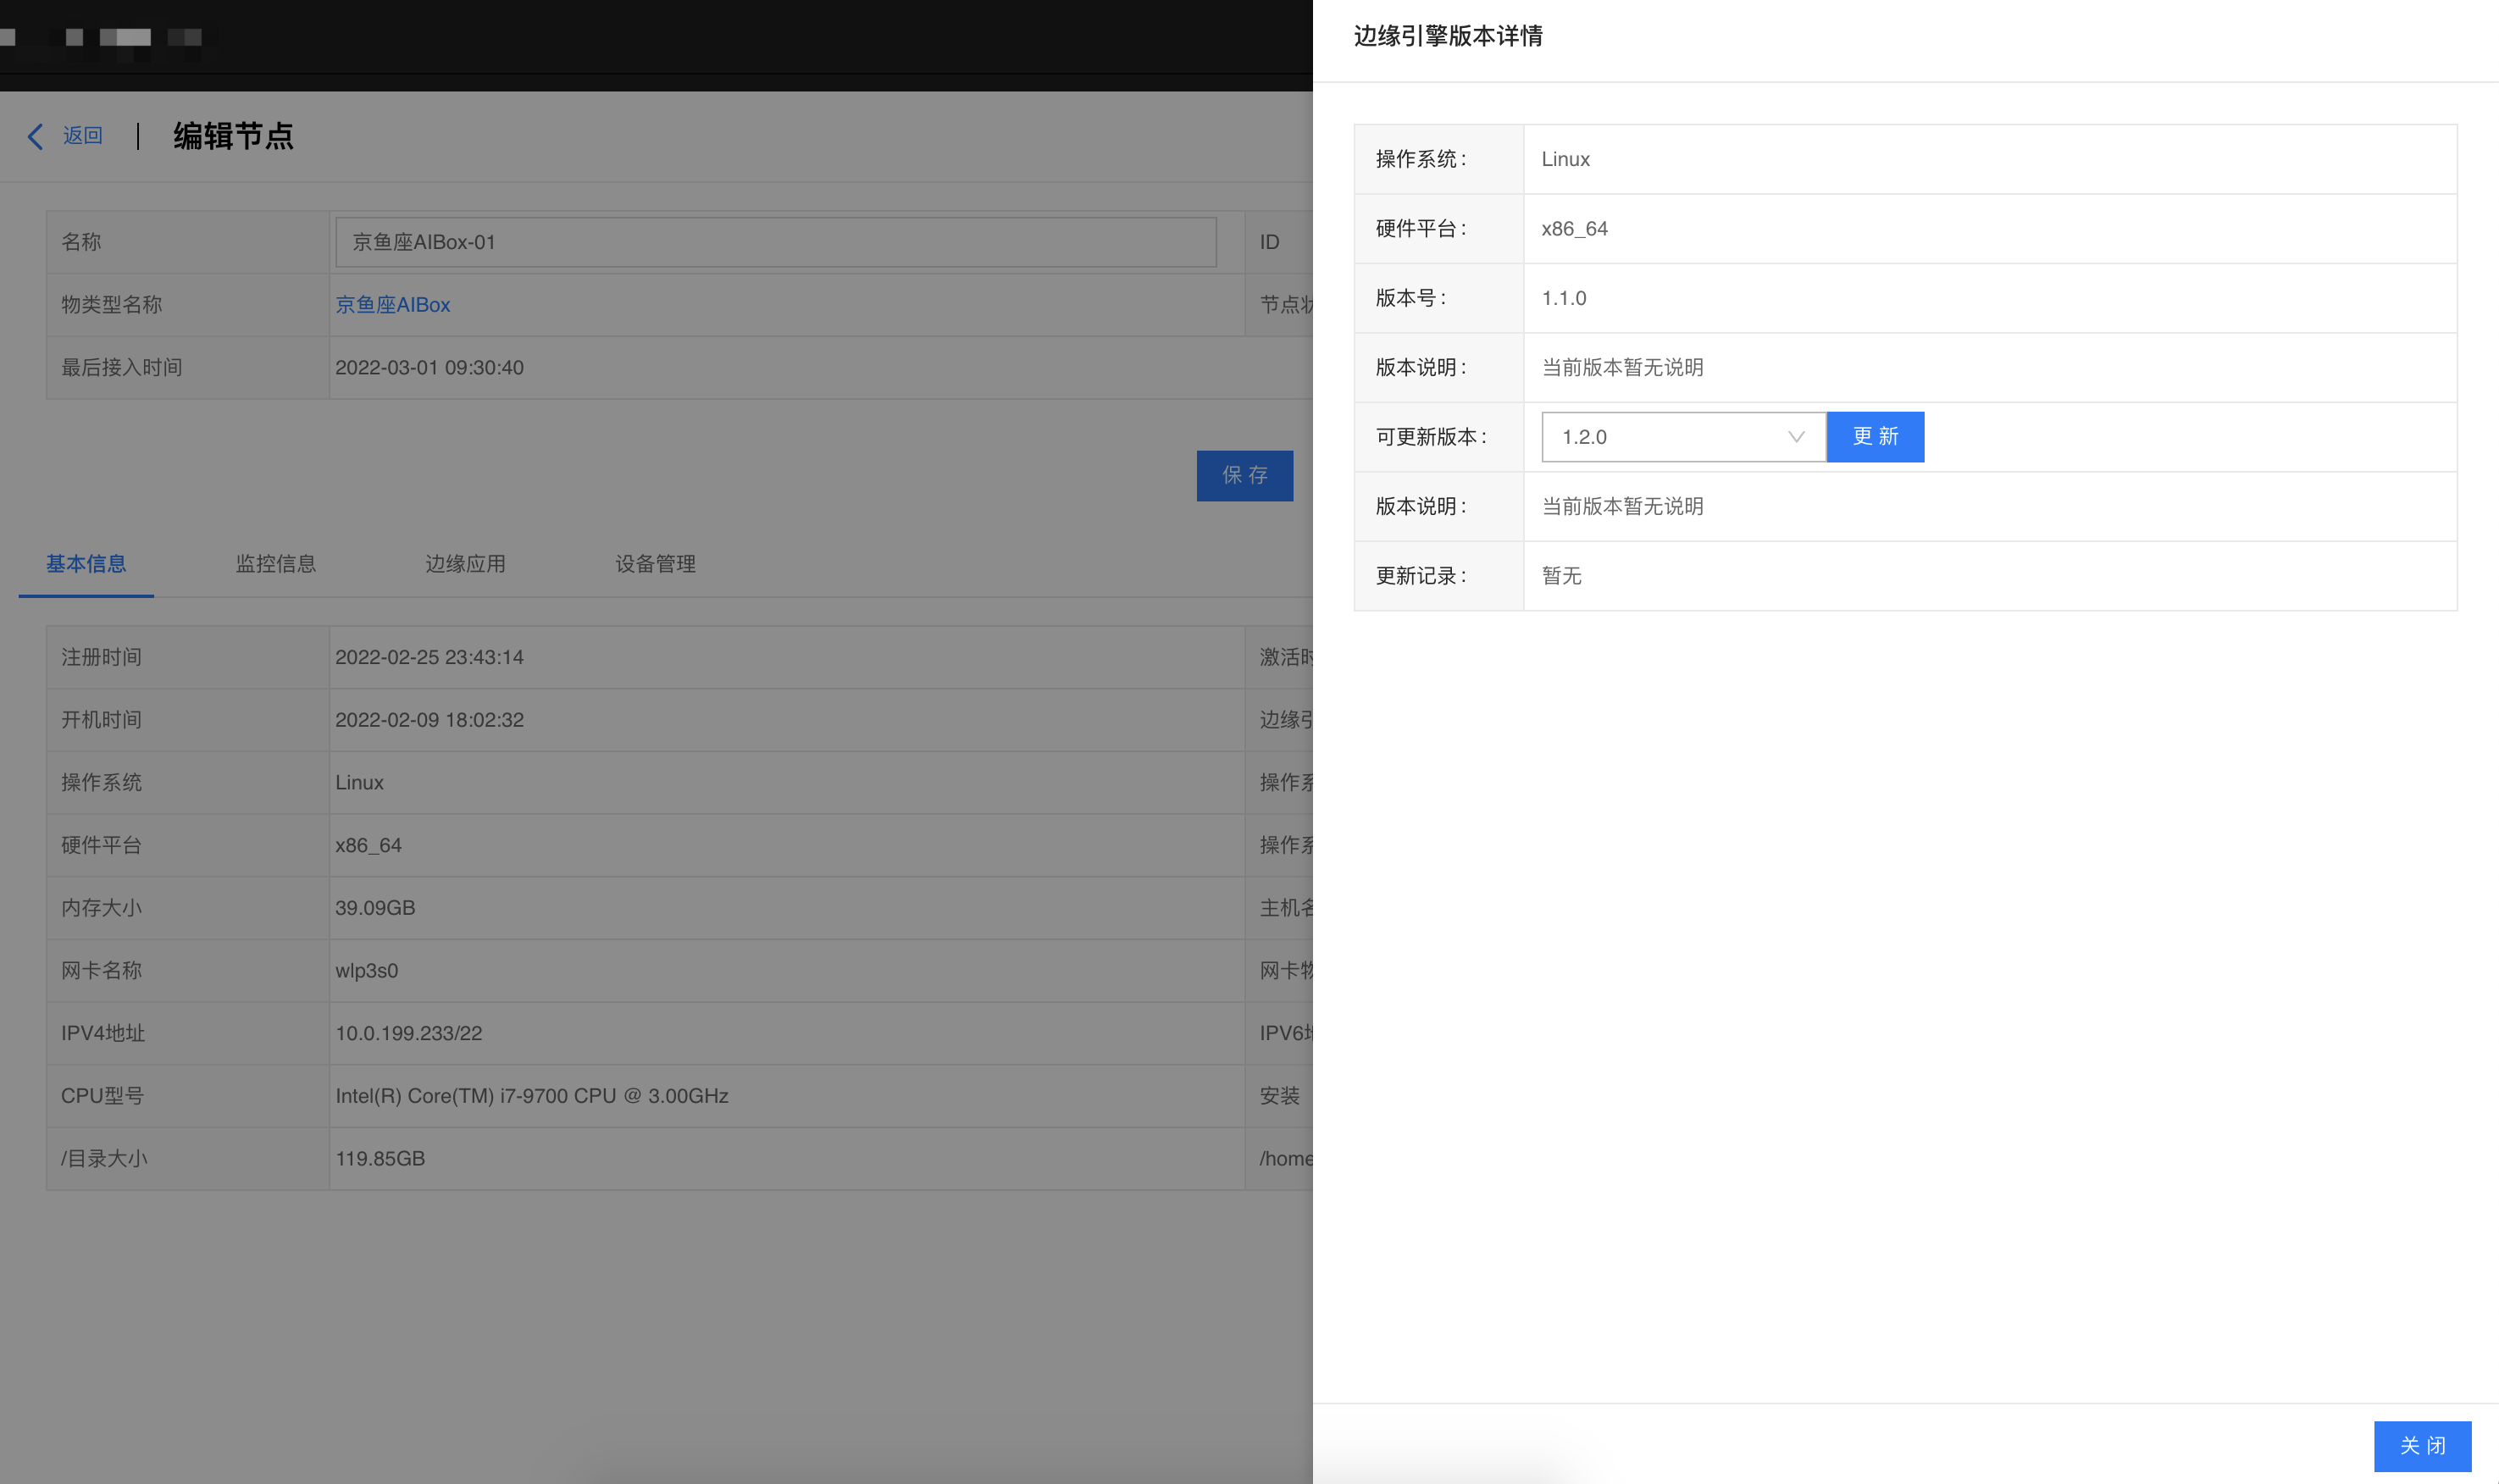 返回 | 编辑节点
名称 京鱼座AIBox-01 ID
物类型名称 京鱼座AIBox 节点
最后接入时间 2022-03-01 09:30:40
保 存
基本信息 监控信息 边缘应用 设备管理
注册时间 2022-02-25 23:43:14 激活
开机时间 2022-02-09 18:02:32 边缘引
操作系统 Linux 操作系
硬件平台 x86_64 操作系
内存大小 39.09GB 主机名
网卡名称 wlp3s0 网卡
IPV4地址 10.0.199.233/22 IPV6
CPU型号 Intel(R) Core(TM) i7-9700 CPU @ 3.00GHz 安装
/目录大小 119.85GB /home
边缘引擎版本详情
操作系统： Linux
硬件平台： x86_64
版本号： 1.1.0
版本说明： 当前版本暂无说明
可更新版本： 1.2.0 更 新
版本说明： 当前版本暂无说明
更新记录： 暂无
关 闭